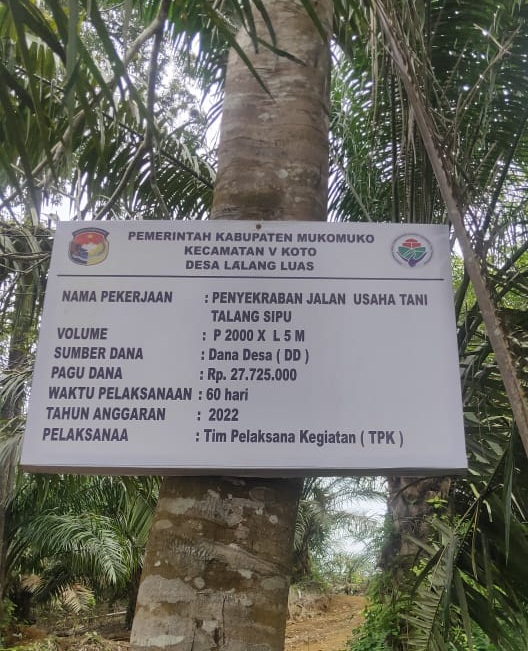 PEMERINTAH KABUPATEN MUKOMUKO
KECAMATAN V KOTO
DESA LALANG LUAS
NAMA PEKERJAAN : PENYEKRABAN JALAN USAHA TANI
TALANG SIPU
VOLUME : P 2000 X L 5 M
SUMBER DANA : Dana Desa ( DD )
PAGU DANA : Rp. 27.725.000
WAKTU PELAKSANAAN : 60 hari
TAHUN ANGGARAN : 2022
PELAKSANAA : Tim Pelaksana Kegiatan ( TPK )